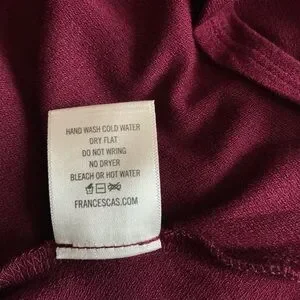 HAND WASH COLD WATER
DRY FLAT
DO NOT WRING
NO DRYER
BLEACH OR HOT WATER
FRANCESCAS.COM